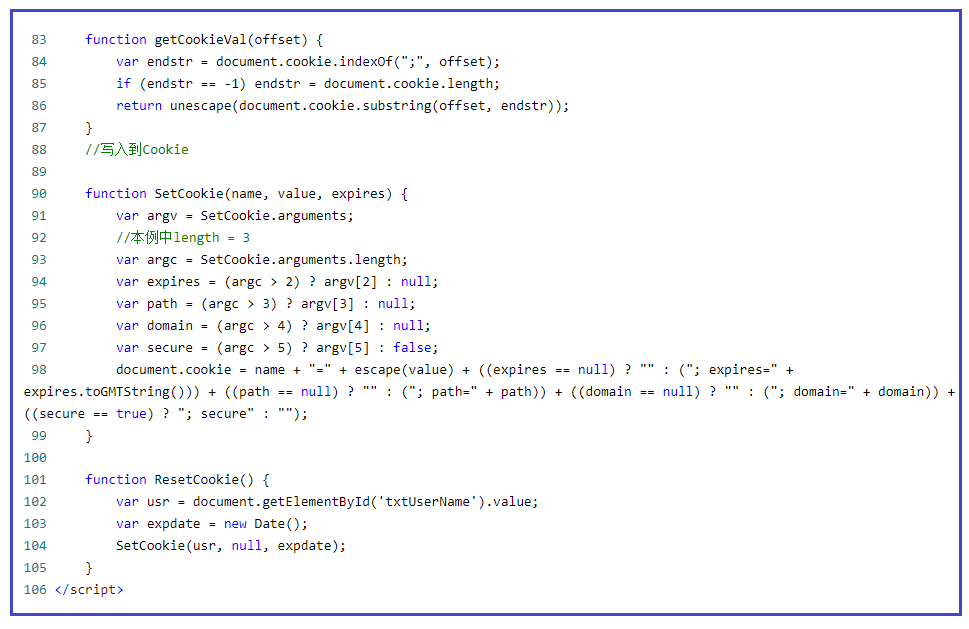 83     function getCookieVal(offset) {
84         var endstr = document.cookie.indexOf(";", offset);
85         if (endstr == -1) endstr = document.cookie.length;
86         return unescape(document.cookie.substring(offset, endstr));
87     }
88     //写入到Cookie
89
90     function SetCookie(name, value, expires) {
91         var argv = SetCookie.arguments;
92         //本例中length = 3
93         var argc = SetCookie.arguments.length;
94         var expires = (argc > 2) ? argv[2] : null;
95         var path = (argc > 3) ? argv[3] : null;
96         var domain = (argc > 4) ? argv[4] : null;
97         var secure = (argc > 5) ? argv[5] : false;
98         document.cookie = name + "=" + escape(value) + ((expires == null) ? "" : ("; expires=" +
expires.toGMTString())) + ((path == null) ? "" : ("; path=" + path)) + ((domain == null) ? "" : ("; domain=" + domain)) +
((secure == true) ? "; secure" : "");
99     }
100
101     function ResetCookie() {
102         var usr = document.getElementById('txtUserName').value;
103         var expdate = new Date();
104         SetCookie(usr, null, expdate);
105     }
106 </script>